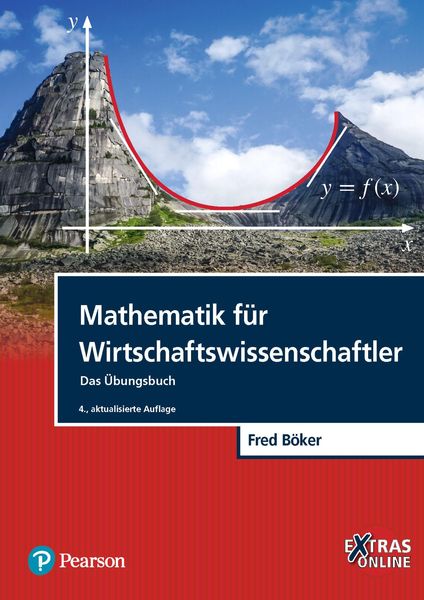 y
y = f(x)
x
Mathematik für
Wirtschaftswissenschaftler
Das Übungsbuch
4., aktualisierte Auflage
Fred Böker
Pearson
EXTRAS
ONLINE